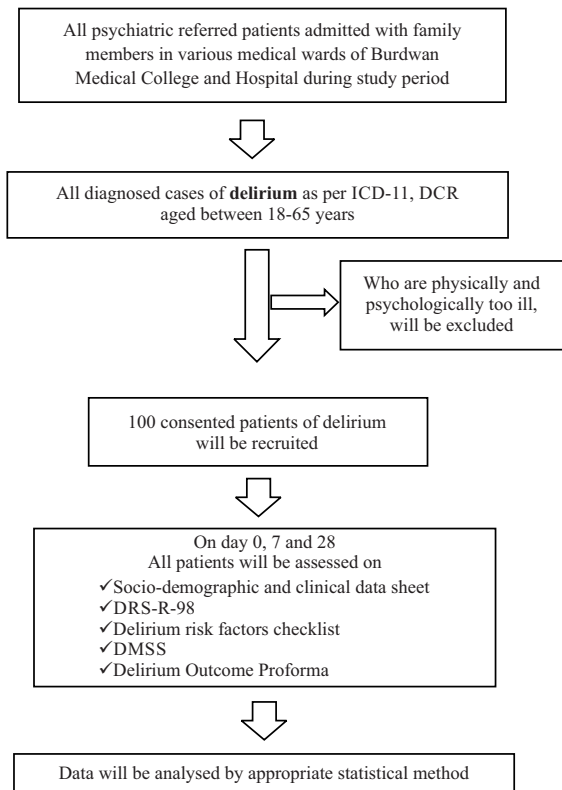 All psychiatric referred patients admitted with family
members in various medical wards of Burdwan
Medical College and Hospital during study period
All diagnosed cases of delirium as per ICD-11, DCR
aged between 18-65 years
Who are physically and
psychologically too ill,
will be excluded
100 consented patients of delirium
will be recruited
On day 0, 7 and 28
All patients will be assessed on
✓Socio-demographic and clinical data sheet
✓DRS-R-98
✓Delirium risk factors checklist
✓DMSS
✓Delirium Outcome Proforma
Data will be analysed by appropriate statistical method